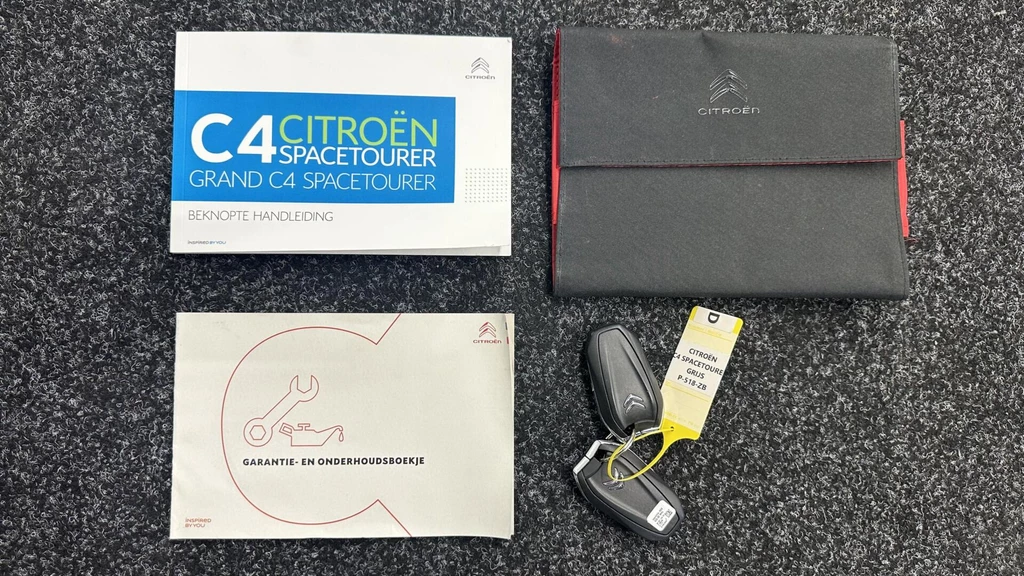 CITROËN
C4 CITROËN
SPACETOURER
GRAND C4 SPACETOURER
BEKNOPTE HANDLEIDING
INSPIRED BY YOU
CITROËN
CITROËN
GARANTIE- EN ONDERHOUDSBOEKJE
INSPIRED
BY YOU
D
CITROËN
C4 SPACETOURE
GRIJS
P-518-ZB